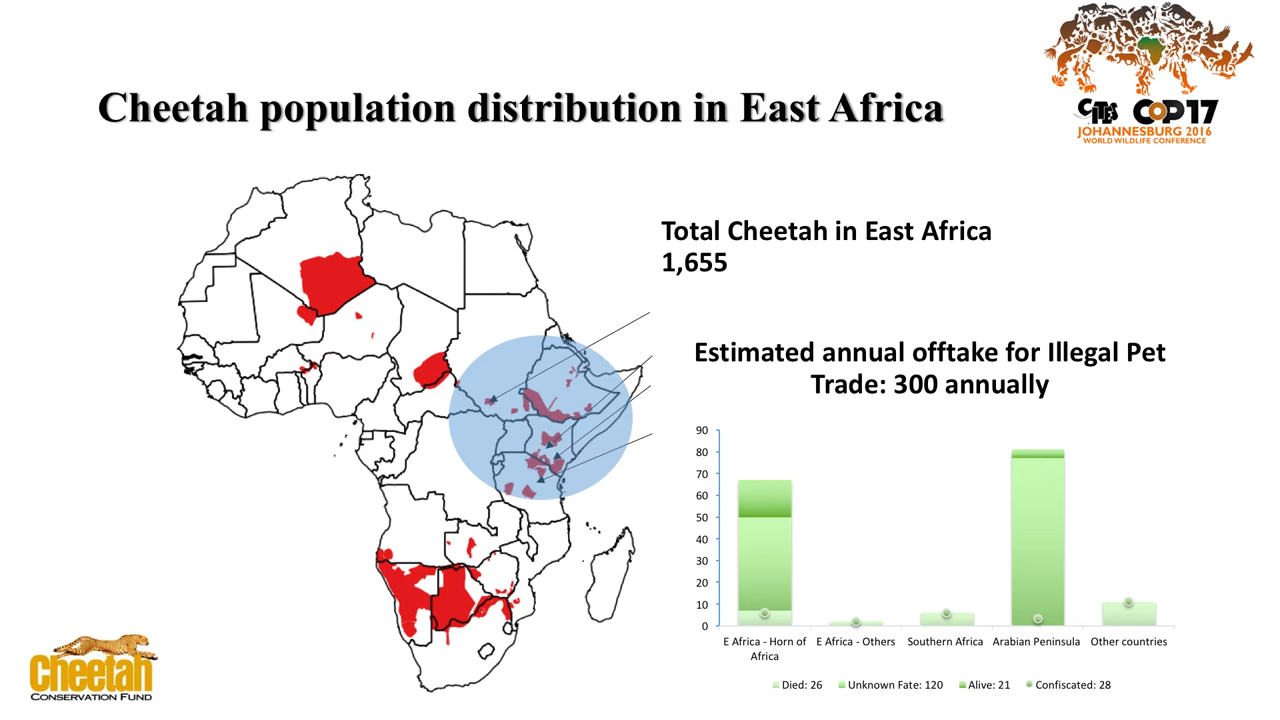 CITES COP17
JOHANNESBURG 2016
WORLD WILDLIFE CONFERENCE
Cheetah population distribution in East Africa
Total Cheetah in East Africa
1,655
Estimated annual offtake for Illegal Pet
Trade: 300 annually
90
80
70
60
50
40
30
20
10
0
E Africa - Horn of
Africa
E Africa - Others
Southern Africa
Arabian Peninsula
Other countries
Died: 26
Unknown Fate: 120
Alive: 21
Confiscated: 28
Cheetah
CONSERVATION FUND